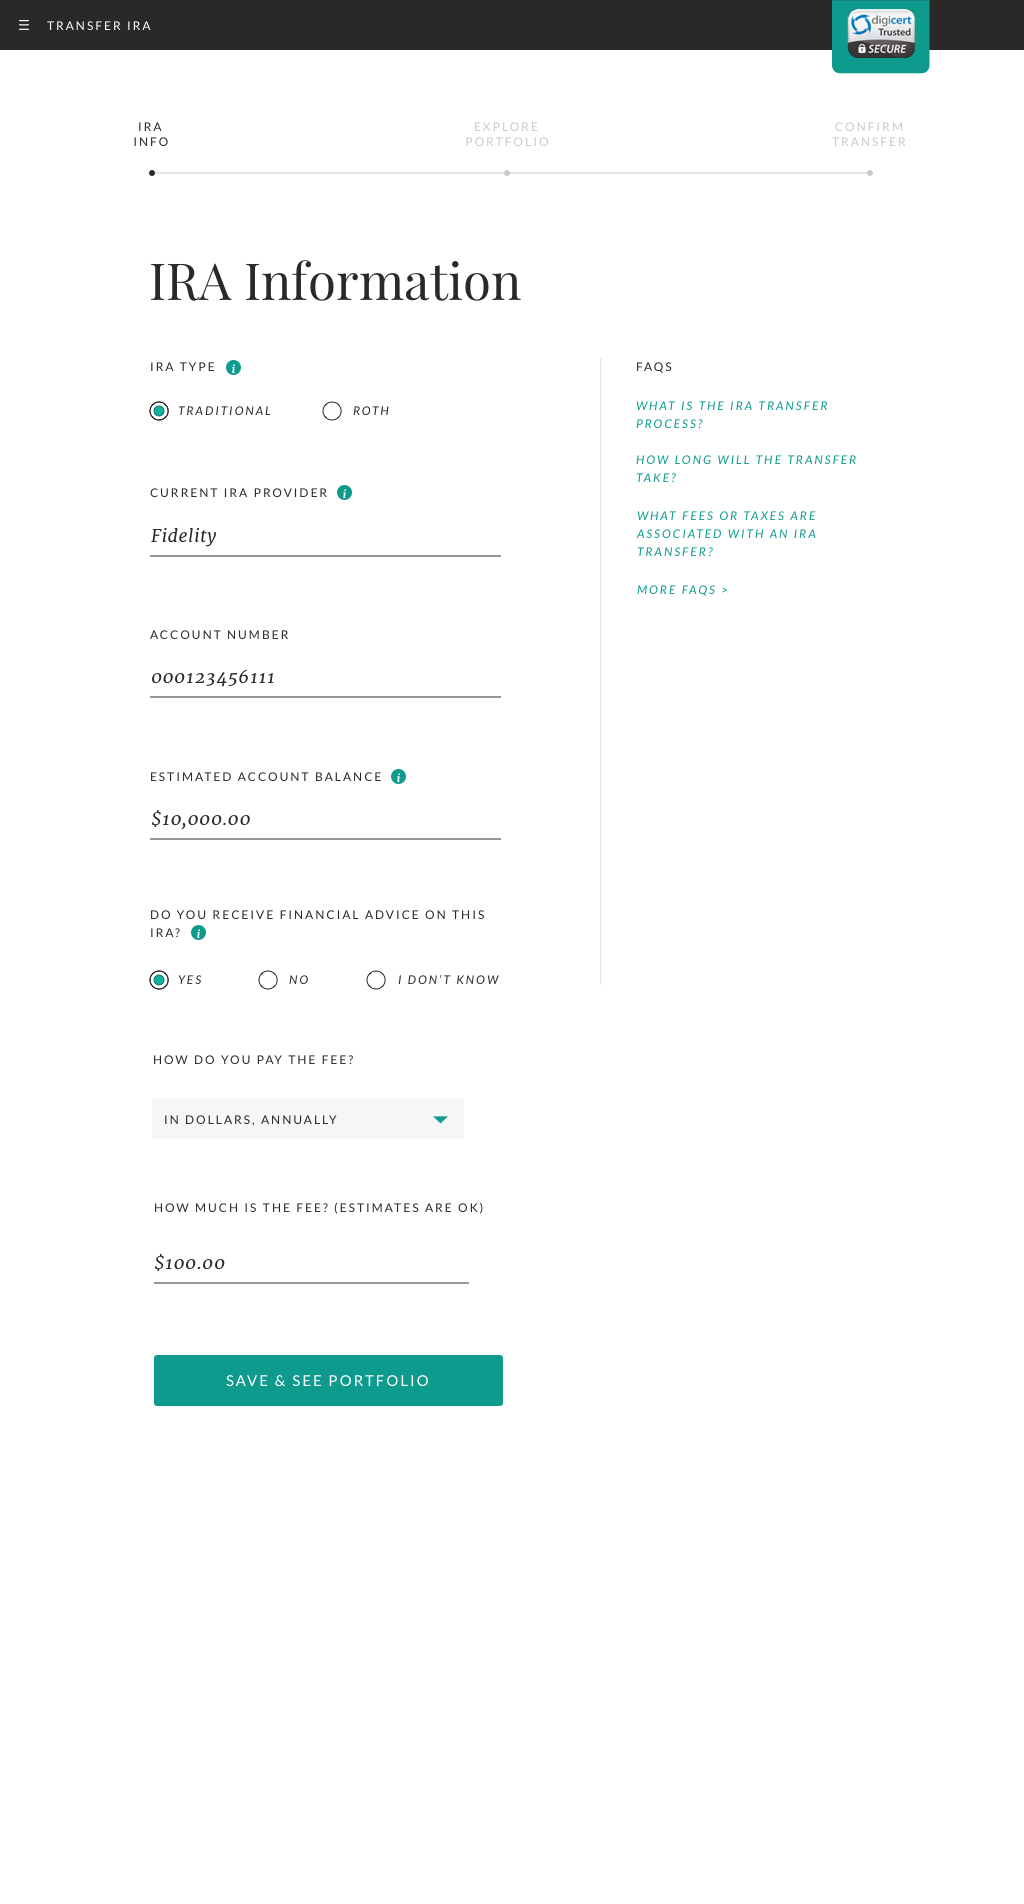 ☰ TRANSFER IRA
digicert
Trusted
SECURE
IRA
INFO
EXPLORE
PORTFOLIO
CONFIRM
TRANSFER
IRA Information
IRA TYPE i
TRADITIONAL ROTH
CURRENT IRA PROVIDER i
Fidelity
ACCOUNT NUMBER
000123456111
ESTIMATED ACCOUNT BALANCE i
$10,000.00
DO YOU RECEIVE FINANCIAL ADVICE ON THIS
IRA? i
YES NO I DON'T KNOW
HOW DO YOU PAY THE FEE?
IN DOLLARS, ANNUALLY
HOW MUCH IS THE FEE? (ESTIMATES ARE OK)
$100.00
SAVE & SEE PORTFOLIO
FAQS
WHAT IS THE IRA TRANSFER
PROCESS?
HOW LONG WILL THE TRANSFER
TAKE?
WHAT FEES OR TAXES ARE
ASSOCIATED WITH AN IRA
TRANSFER?
MORE FAQS >